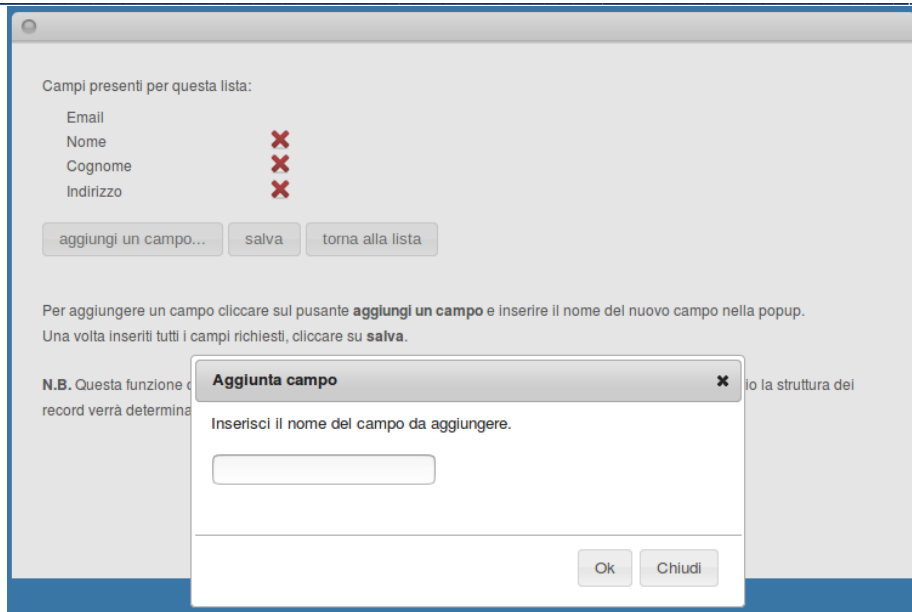 Campi presenti per questa lista:
Email
Nome
Cognome
Indirizzo
aggiungi un campo... salva torna alla lista
Per aggiungere un campo cliccare sul pusante aggiungi un campo e inserire il nome del nuovo campo nella popup.
Una volta inseriti tutti i campi richiesti, cliccare su salva.
N.B. Questa funzione io la struttura dei
record verrà
Aggiunta campo
Inserisci il nome del campo da aggiungere.
Ok Chiudi